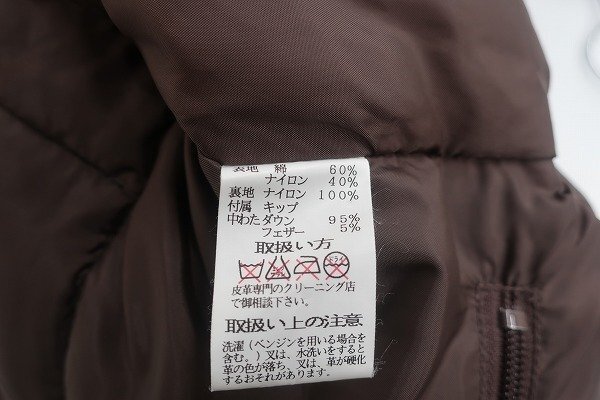 表地 綿 60%
ナイロン 40%
裏地 ナイロン 100%
付属 キップ
中わたダウン 95%
フェザー 5%
取扱い方
皮革専門のクリーニング店
で御相談下さい。
取扱い上の注意
洗濯(ベンジンを用いる場合を
含む。)又は、水洗いをすると
革の色が落ち、又は、革が硬化
するおそれがあります。